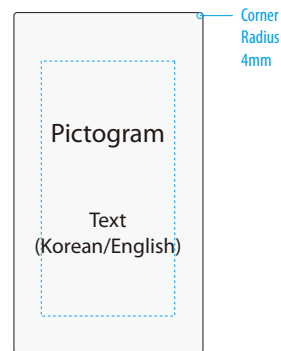 Corner
Radius
4mm
Pictogram
Text
(Korean/English)